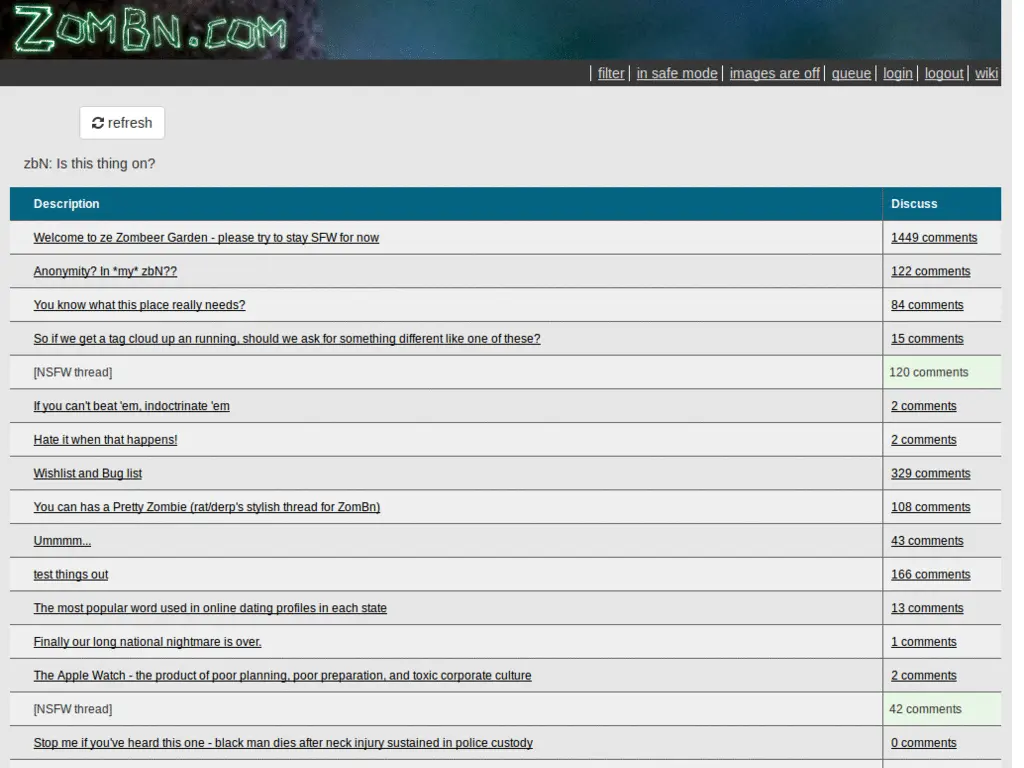 ZomBn.com
filter | in safe mode | images are off | queue | login | logout | wiki
refresh
zbN: Is this thing on?
Description Discuss
Welcome to ze Zombeer Garden - please try to stay SFW for now 1449 comments
Anonymity? In *my* zbN?? 122 comments
You know what this place really needs? 84 comments
So if we get a tag cloud up an running, should we ask for something different like one of these? 15 comments
[NSFW thread] 120 comments
If you can't beat 'em, indoctrinate 'em 2 comments
Hate it when that happens! 2 comments
Wishlist and Bug list 329 comments
You can has a Pretty Zombie (rat/derp's stylish thread for ZomBn) 108 comments
Ummmm... 43 comments
test things out 166 comments
The most popular word used in online dating profiles in each state 13 comments
Finally our long national nightmare is over. 1 comments
The Apple Watch - the product of poor planning, poor preparation, and toxic corporate culture 2 comments
[NSFW thread] 42 comments
Stop me if you've heard this one - black man dies after neck injury sustained in police custody 0 comments